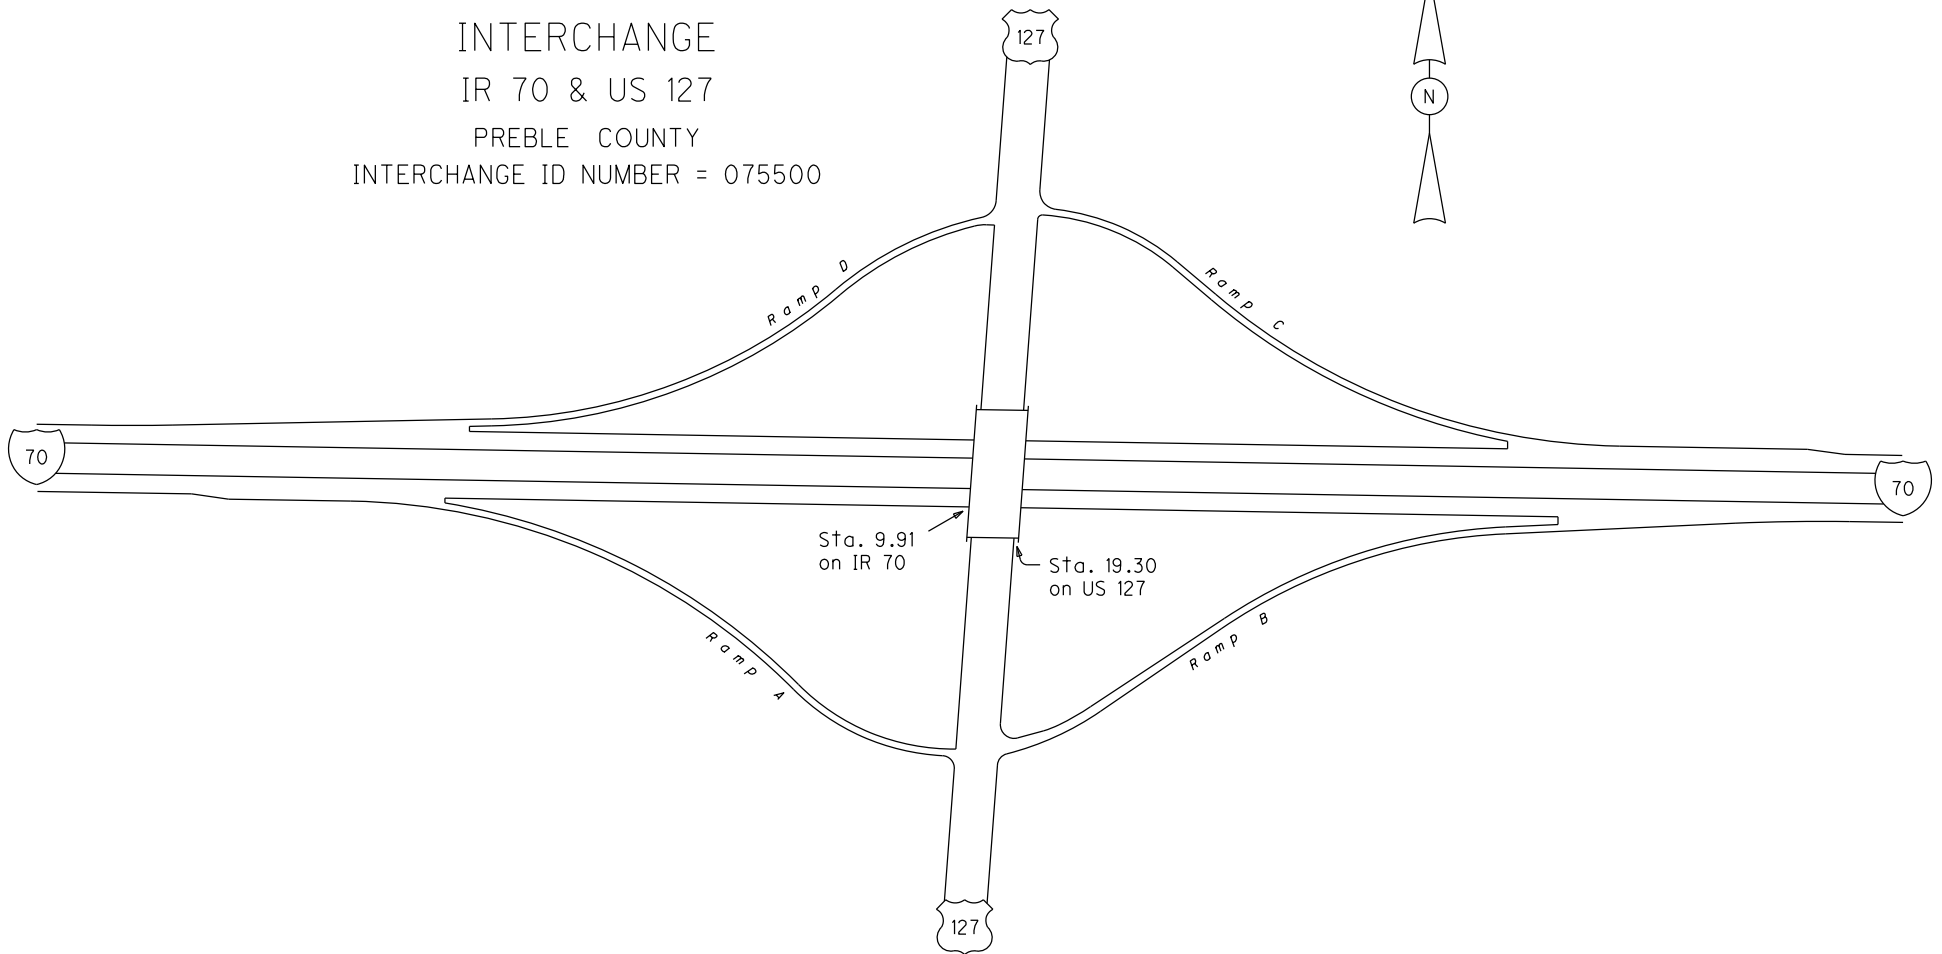 INTERCHANGE
IR 70 & US 127
PREBLE COUNTY
INTERCHANGE ID NUMBER = 075500
127
N
Ramp D
Ramp C
70
70
Sta. 9.91
on IR 70
Sta. 19.30
on US 127
Ramp A
Ramp B
127